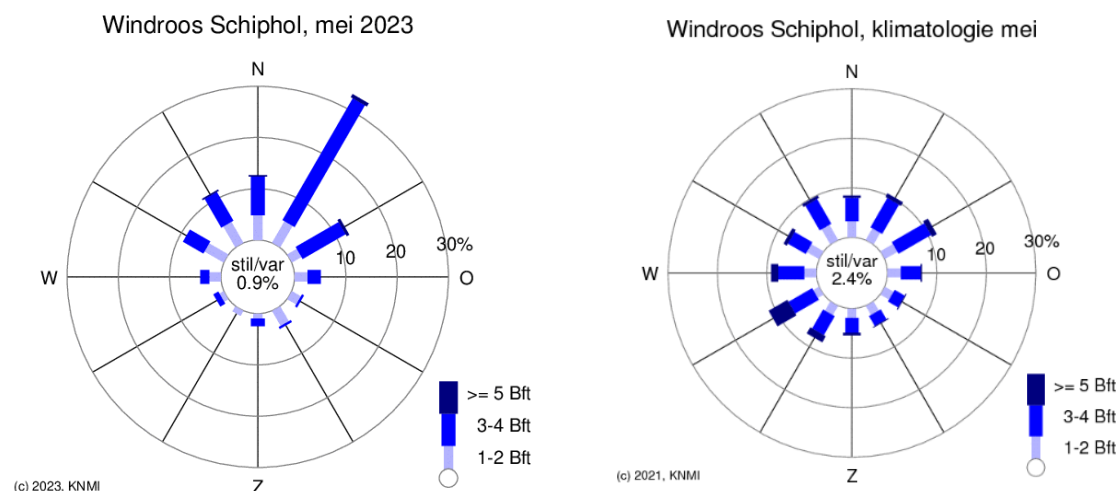 Windroos Schiphol, mei 2023
N
W
O
Z
stil/var
0.9%
10
20
30%
>= 5 Bft
3-4 Bft
1-2 Bft
(c) 2023, KNMI
Windroos Schiphol, klimatologie mei
N
W
O
Z
stil/var
2.4%
10
20
30%
>= 5 Bft
3-4 Bft
1-2 Bft
(c) 2021, KNMI